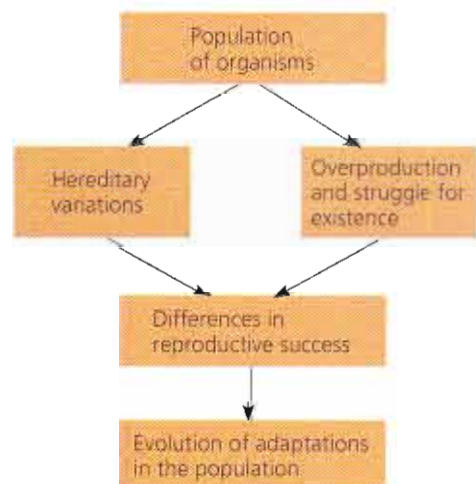 Population
of organisms
Hereditary
variations
Overproduction
and struggle for
existence
Differences in
reproductive success
Evolution of adaptations
in the population